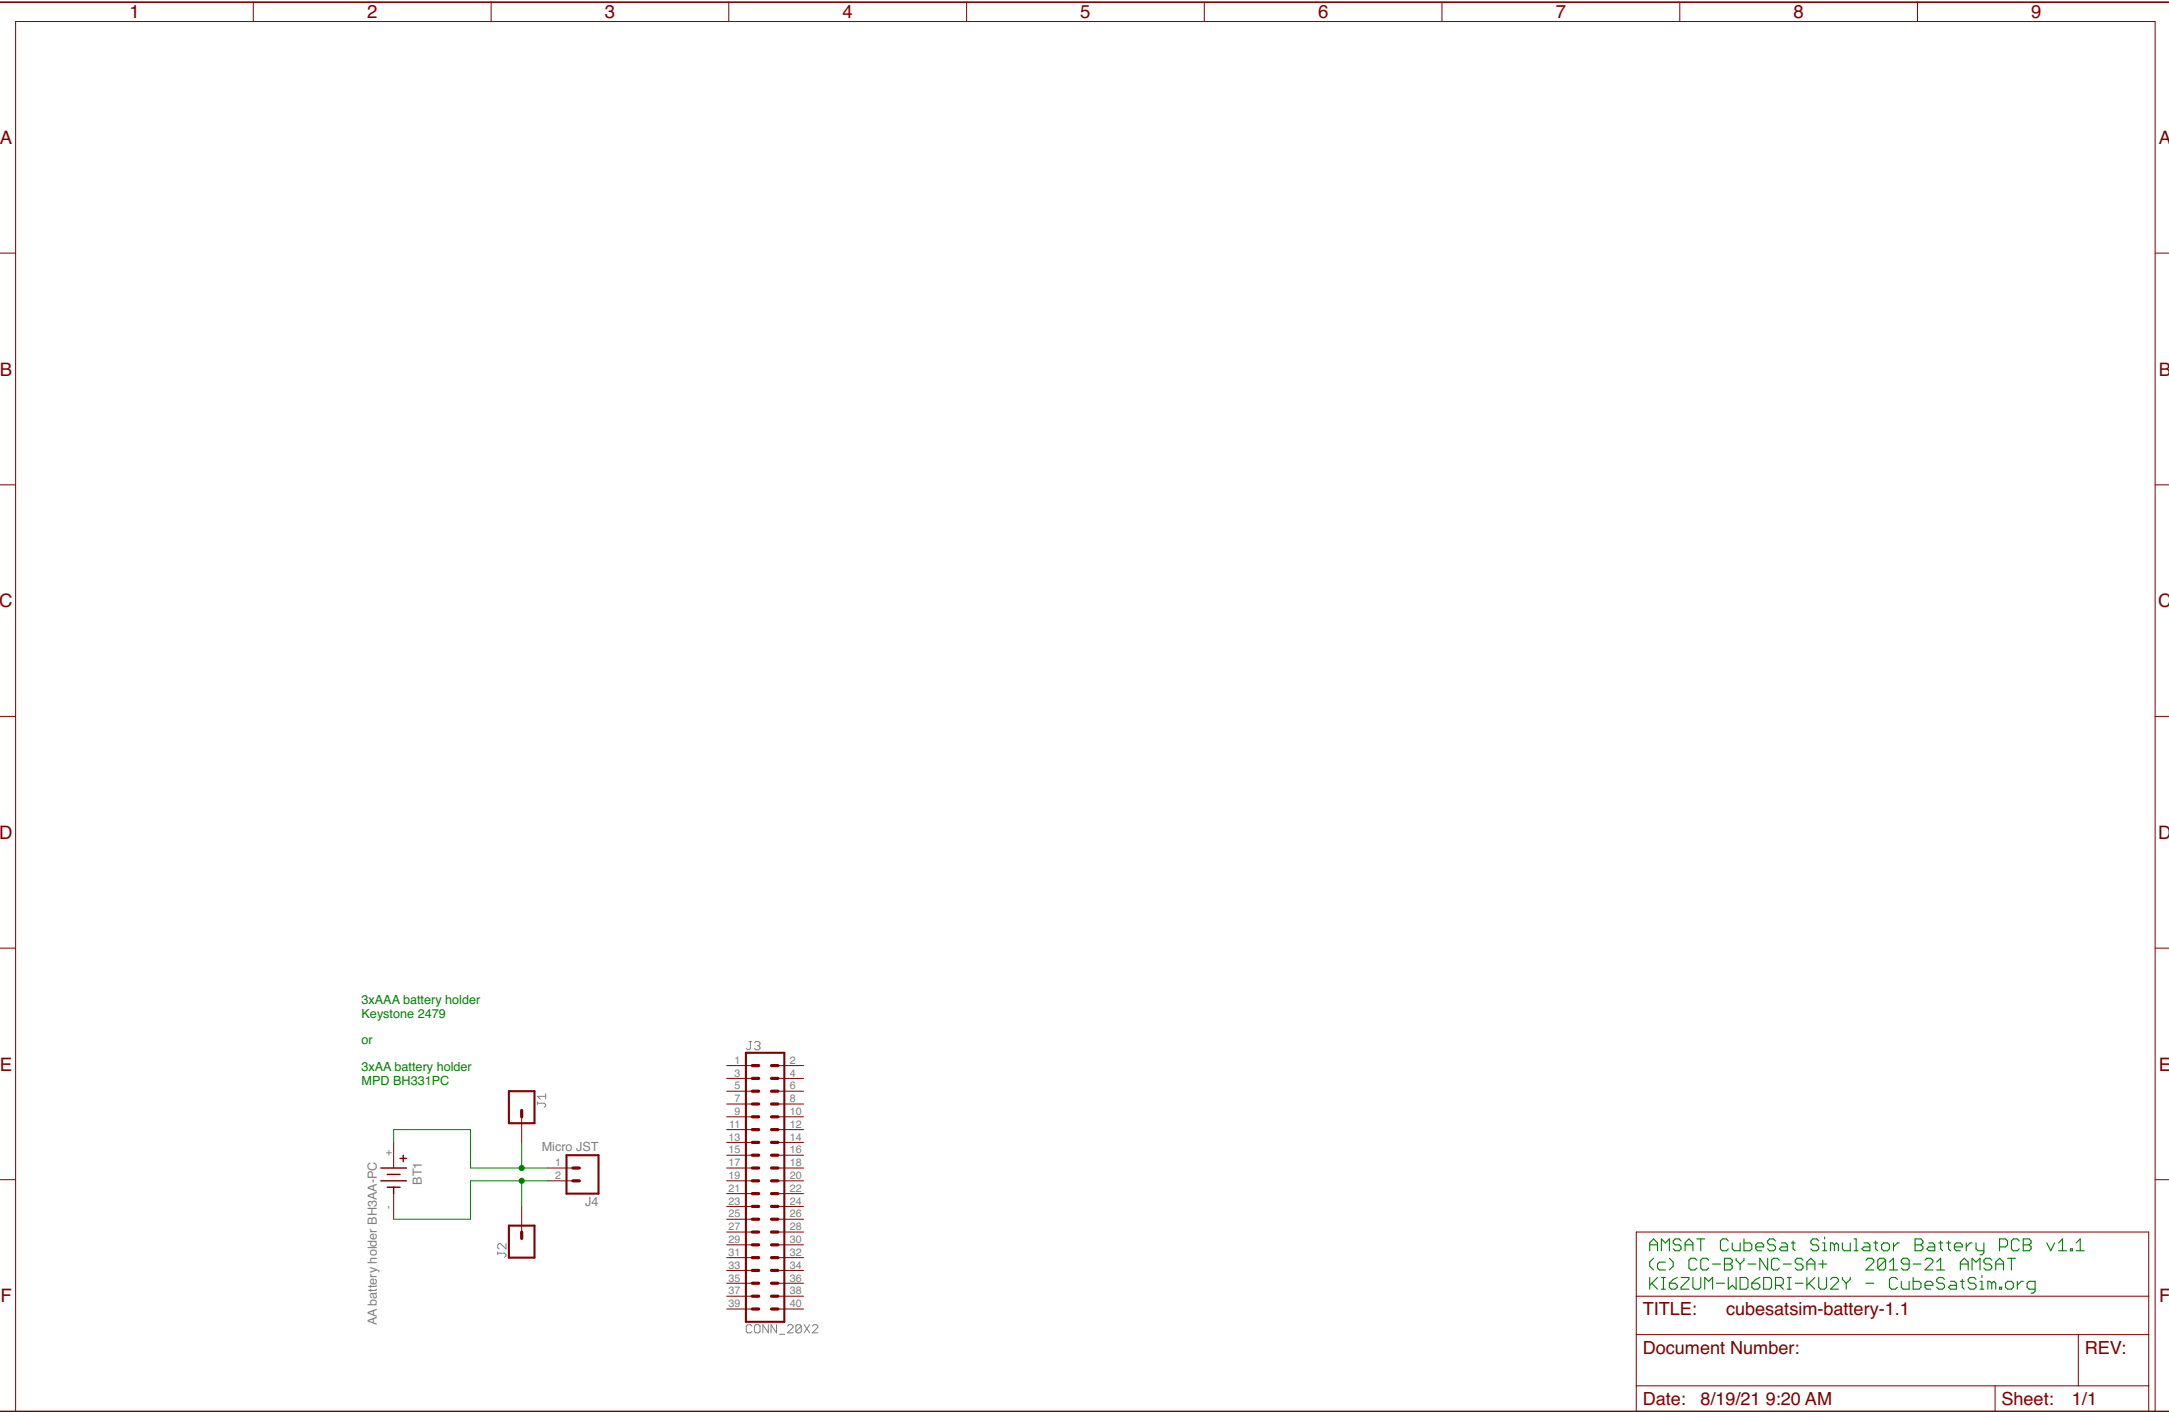 1 2 3 4 5 6 7 8 9
A A
B B
C C
D D
E E
F F
3xAAA battery holder
Keystone 2479
or
3xAA battery holder
MPD BH331PC
J1
Micro JST
1
2
J4
J2
+
+
-
BT1
AA battery holder BH3AA-PC
J3
1 2
3 4
5 6
7 8
9 10
11 12
13 14
15 16
17 18
19 20
21 22
23 24
25 26
27 28
29 30
31 32
33 34
35 36
37 38
39 40
CONN_20X2
AMSAT CubeSat Simulator Battery PCB v1.1
(c) CC-BY-NC-SA+ 2019-21 AMSAT
KI6ZUM-WD6DRI-KU2Y - CubeSatSim.org
TITLE: cubesatsim-battery-1.1
Document Number: REV:
Date: 8/19/21 9:20 AM Sheet: 1/1